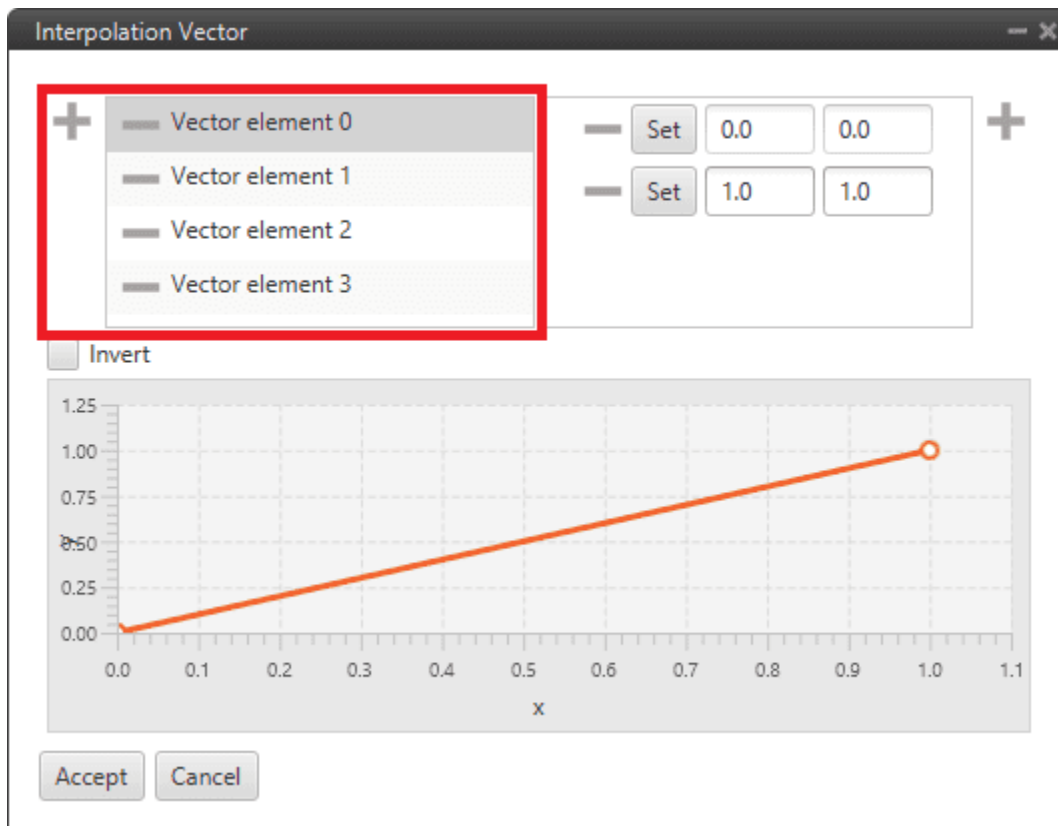 Interpolation Vector
Vector element 0
Set 0.0 0.0
Vector element 1
Set 1.0 1.0
Vector element 2
Vector element 3
Invert
1.25
1.00
0.75
0.50
y
0.25
0.00
0.0 0.1 0.2 0.3 0.4 0.5 0.6 0.7 0.8 0.9 1.0 1.1
x
Accept Cancel